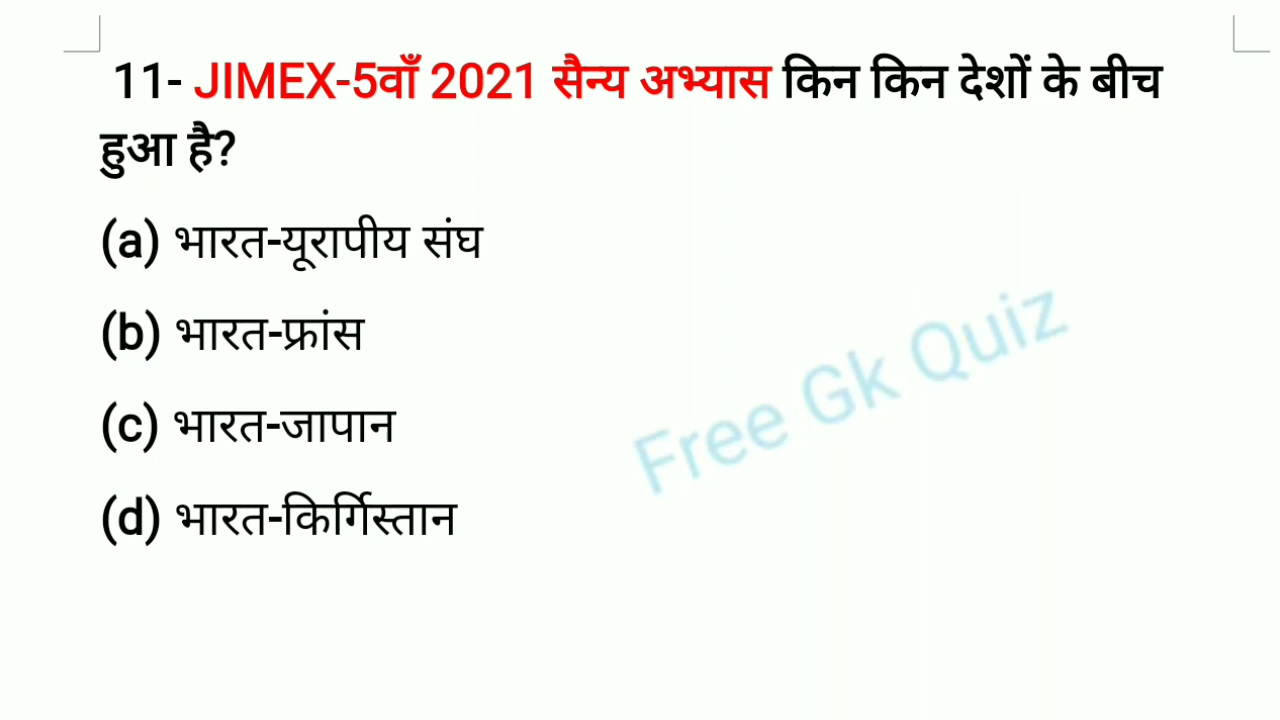 11- JIMEX-5वाँ 2021 सैन्य अभ्यास किन किन देशों के बीच
हुआ है?
(a) भारत-यूरापीय संघ
(b) भारत-फ्रांस
(c) भारत-जापान
(d) भारत-किर्गिस्तान
Free Gk Quiz